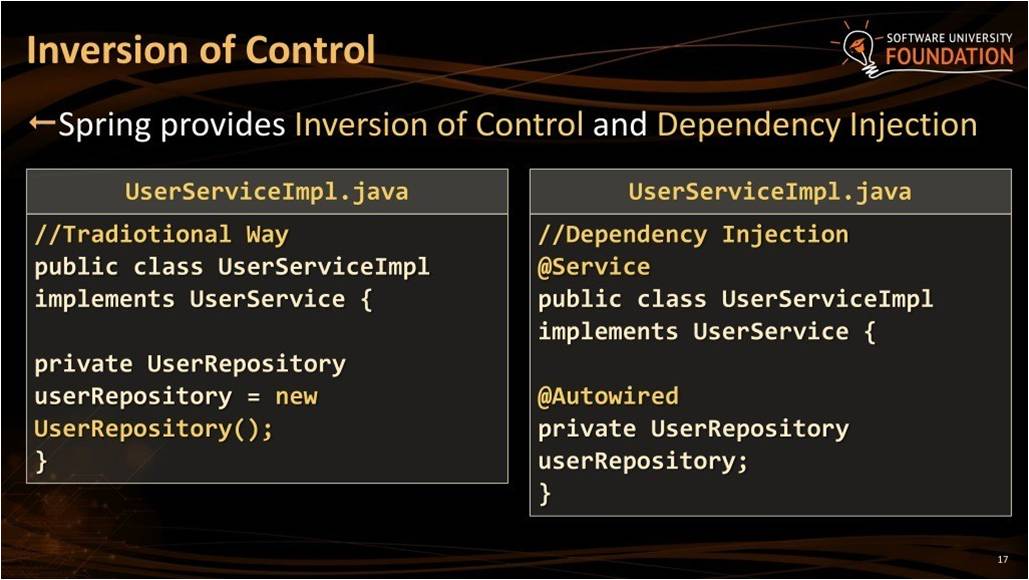 Inversion of Control
SOFTWARE UNIVERSITY
FOUNDATION
←Spring provides Inversion of Control and Dependency Injection
UserServiceImpl.java
//Tradiotional Way
public class UserServiceImpl
implements UserService {
private UserRepository
userRepository = new
UserRepository();
}
UserServiceImpl.java
//Dependency Injection
@Service
public class UserServiceImpl
implements UserService {
@Autowired
private UserRepository
userRepository;
}
17